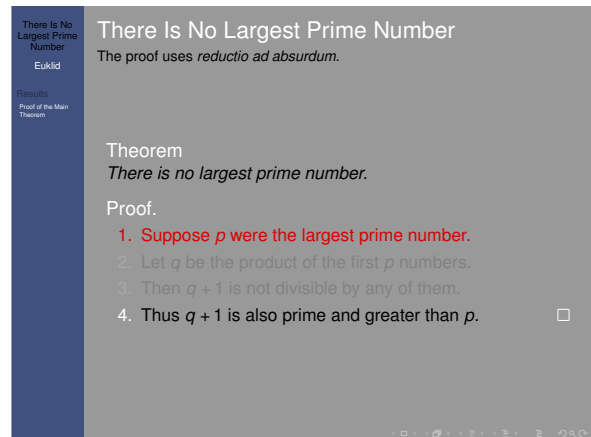 There Is No
Largest Prime
Number
Euklid
Results
Proof of the Main
Theorem
There Is No Largest Prime Number
The proof uses reductio ad absurdum.
Theorem
There is no largest prime number.
Proof.
1. Suppose p were the largest prime number.
2. Let q be the product of the first p numbers.
3. Then q + 1 is not divisible by any of them.
4. Thus q + 1 is also prime and greater than p.